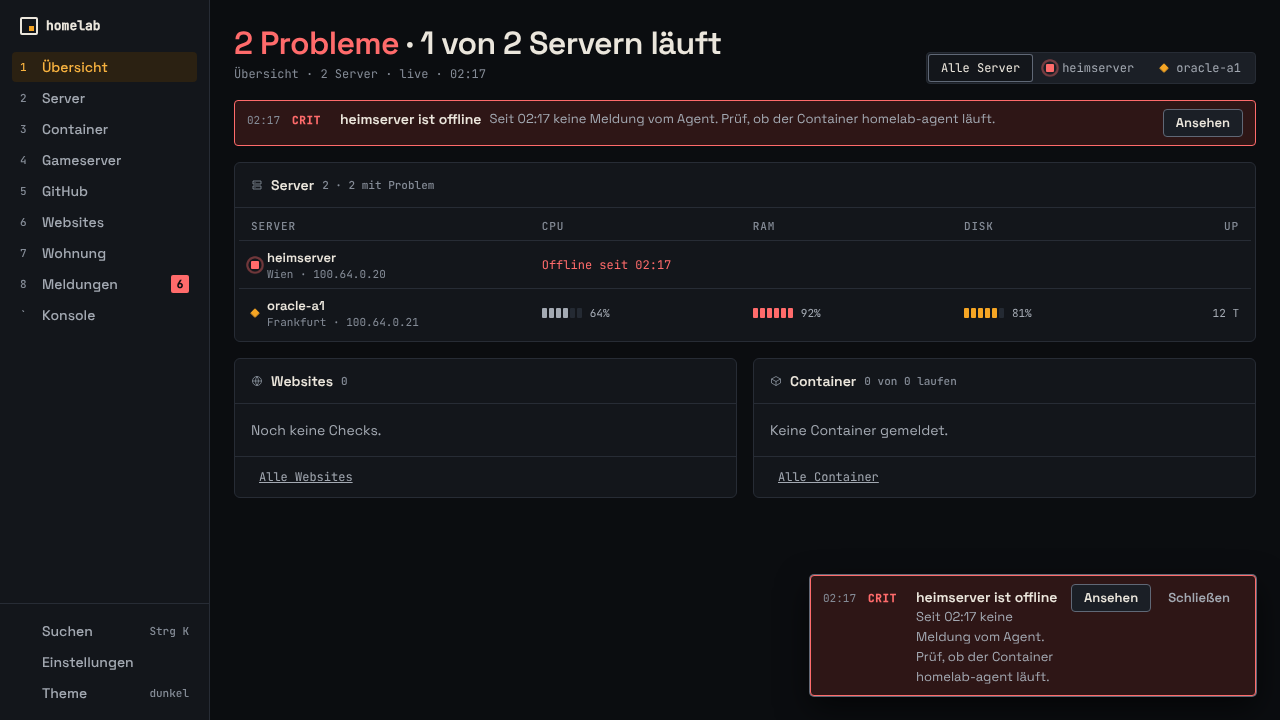 homelab
1 Übersicht
2 Server
3 Container
4 Gameserver
5 GitHub
6 Websites
7 Wohnung
8 Meldungen 6
` Konsole
Suchen Strg K
Einstellungen
Theme dunkel
2 Probleme · 1 von 2 Servern läuft
Übersicht · 2 Server · live · 02:17
Alle Server heimserver oracle-a1
02:17 CRIT heimserver ist offline Seit 02:17 keine Meldung vom Agent. Prüf, ob der Container homelab-agent läuft. Ansehen
Server 2 · 2 mit Problem
SERVER CPU RAM DISK UP
heimserver
Wien · 100.64.0.20
Offline seit 02:17
oracle-a1
Frankfurt · 100.64.0.21
64% 92% 81% 12 T
Websites 0
Noch keine Checks.
Alle Websites
Container 0 von 0 laufen
Keine Container gemeldet.
Alle Container
02:17 CRIT heimserver ist offline Ansehen Schließen
Seit 02:17 keine
Meldung vom Agent.
Prüf, ob der Container
homelab-agent läuft.